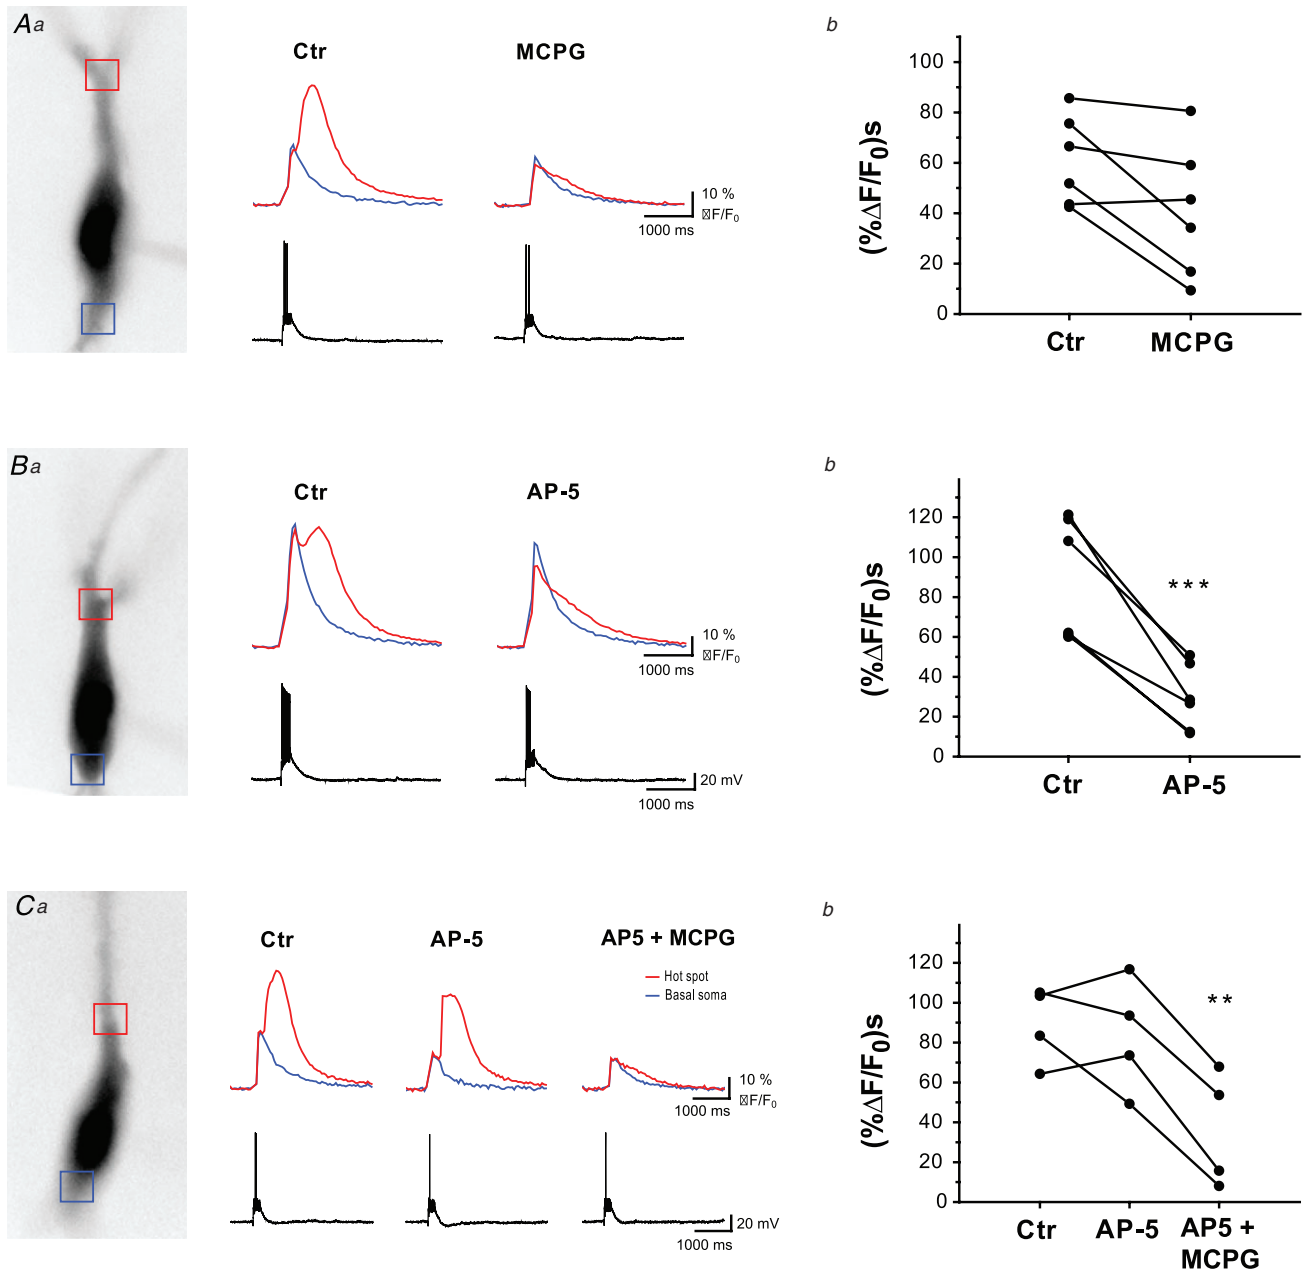 Aa
Ctr
MCPG
10 %
ΔF/F0
1000 ms
b
(%ΔF/F0)s
100
80
60
40
20
0
Ctr
MCPG
Ba
Ctr
AP-5
10 %
ΔF/F0
1000 ms
20 mV
1000 ms
b
(%ΔF/F0)s
120
100
80
60
40
20
0
***
Ctr
AP-5
Ca
Ctr
AP-5
AP5 + MCPG
Hot spot
Basal soma
10 %
ΔF/F0
1000 ms
20 mV
1000 ms
b
(%ΔF/F0)s
120
100
80
60
40
20
0
**
Ctr
AP-5
AP5 +
MCPG